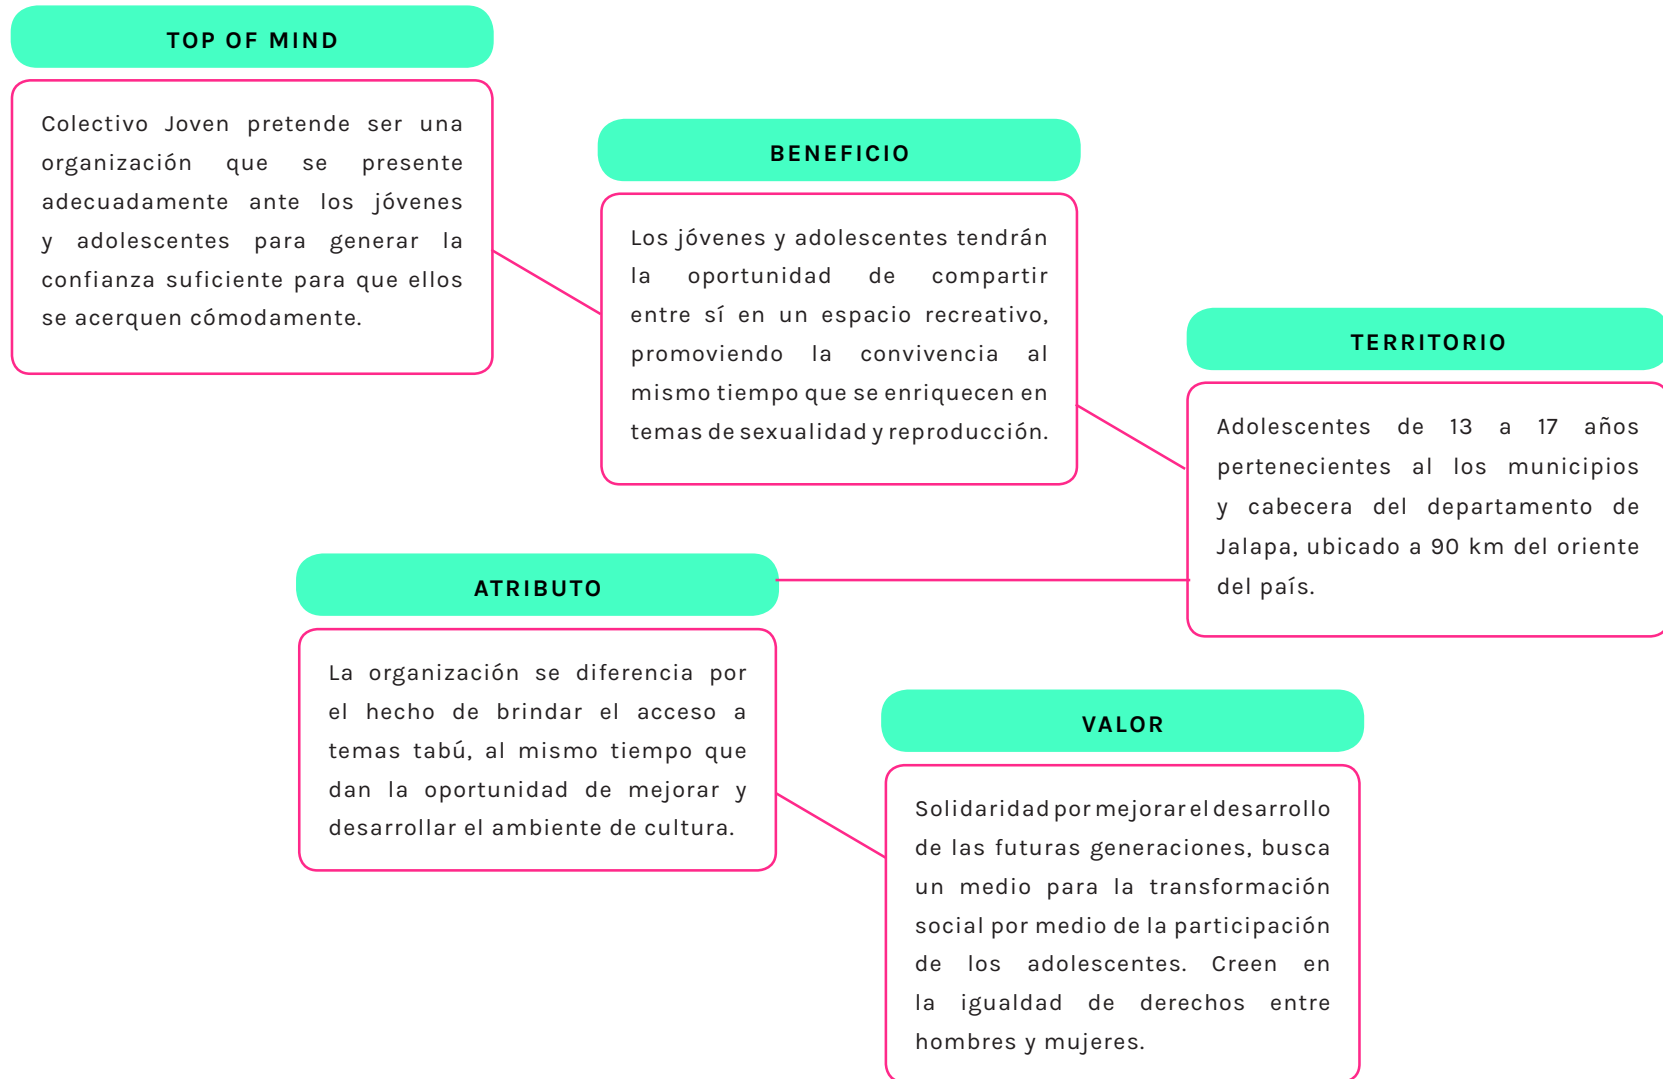 TOP OF MIND
Colectivo Joven pretende ser una
organización que se presente
adecuadamente ante los jóvenes
y adolescentes para generar la
confianza suficiente para que ellos
se acerquen cómodamente.
BENEFICIO
Los jóvenes y adolescentes tendrán
la oportunidad de compartir
entre sí en un espacio recreativo,
promoviendo la convivencia al
mismo tiempo que se enriquecen en
temas de sexualidad y reproducción.
TERRITORIO
Adolescentes de 13 a 17 años
pertenecientes al los municipios
y cabecera del departamento de
Jalapa, ubicado a 90 km del oriente
del país.
ATRIBUTO
La organización se diferencia por
el hecho de brindar el acceso a
temas tabú, al mismo tiempo que
dan la oportunidad de mejorar y
desarrollar el ambiente de cultura.
VALOR
Solidaridad por mejorar el desarrollo
de las futuras generaciones, busca
un medio para la transformación
social por medio de la participación
de los adolescentes. Creen en
la igualdad de derechos entre
hombres y mujeres.